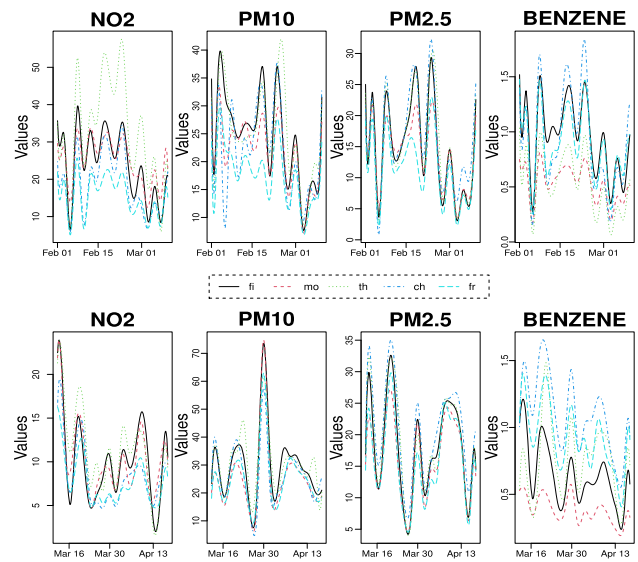 NO2 PM10 PM2.5 BENZENE
Values Values Values Values
50 40 30 20 10
40 35 30 25 20 15 10
30 25 20 15 10 5 0
1.5 1.0 0.5 0.0
Feb 01 Feb 15 Mar 01 Feb 01 Feb 15 Mar 01 Feb 01 Feb 15 Mar 01 Feb 01 Feb 15 Mar 01
fi mo th ch fr
NO2 PM10 PM2.5 BENZENE
Values Values Values Values
20 15 10 5
70 60 50 40 30 20 10
35 30 25 20 15 10 5
1.5 1.0 0.5
Mar 16 Mar 30 Apr 13 Mar 16 Mar 30 Apr 13 Mar 16 Mar 30 Apr 13 Mar 16 Mar 30 Apr 13